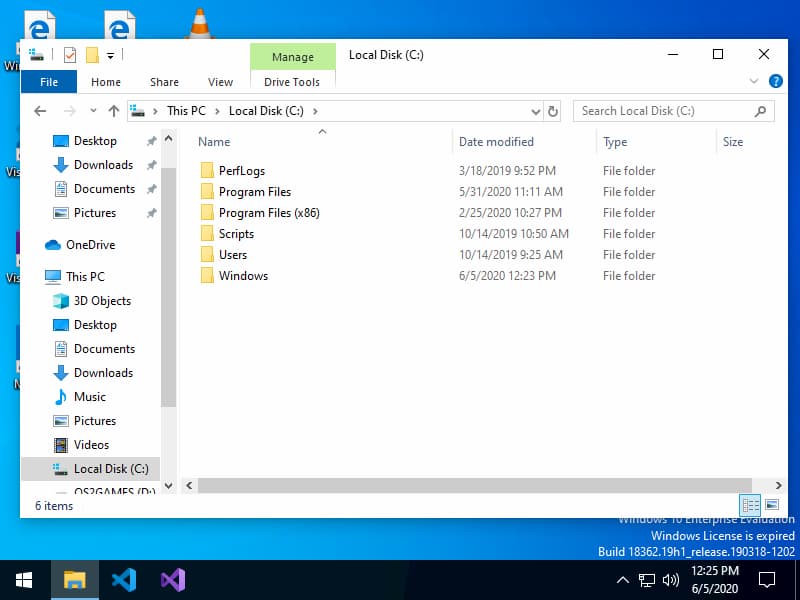 Win
Manage
Local Disk (C:)
File
Home
Share
View
Drive Tools
This PC
Local Disk (C:)
Search Local Disk (C:)
Desktop
Downloads
Documents
Pictures
OneDrive
This PC
3D Objects
Desktop
Documents
Downloads
Music
Pictures
Videos
Local Disk (C:)
OS2GAMES (D:)
Name Date modified Type Size
PerfLogs 3/18/2019 9:52 PM File folder
Program Files 5/31/2020 11:11 AM File folder
Program Files (x86) 2/25/2020 10:27 PM File folder
Scripts 10/14/2019 10:50 AM File folder
Users 10/14/2019 9:25 AM File folder
Windows 6/5/2020 12:23 PM File folder
6 items
Vis
Vis
Windows 10 Enterprise Evaluation
Windows License is expired
Build 18362.19h1_release.190318-1202
12:25 PM
6/5/2020